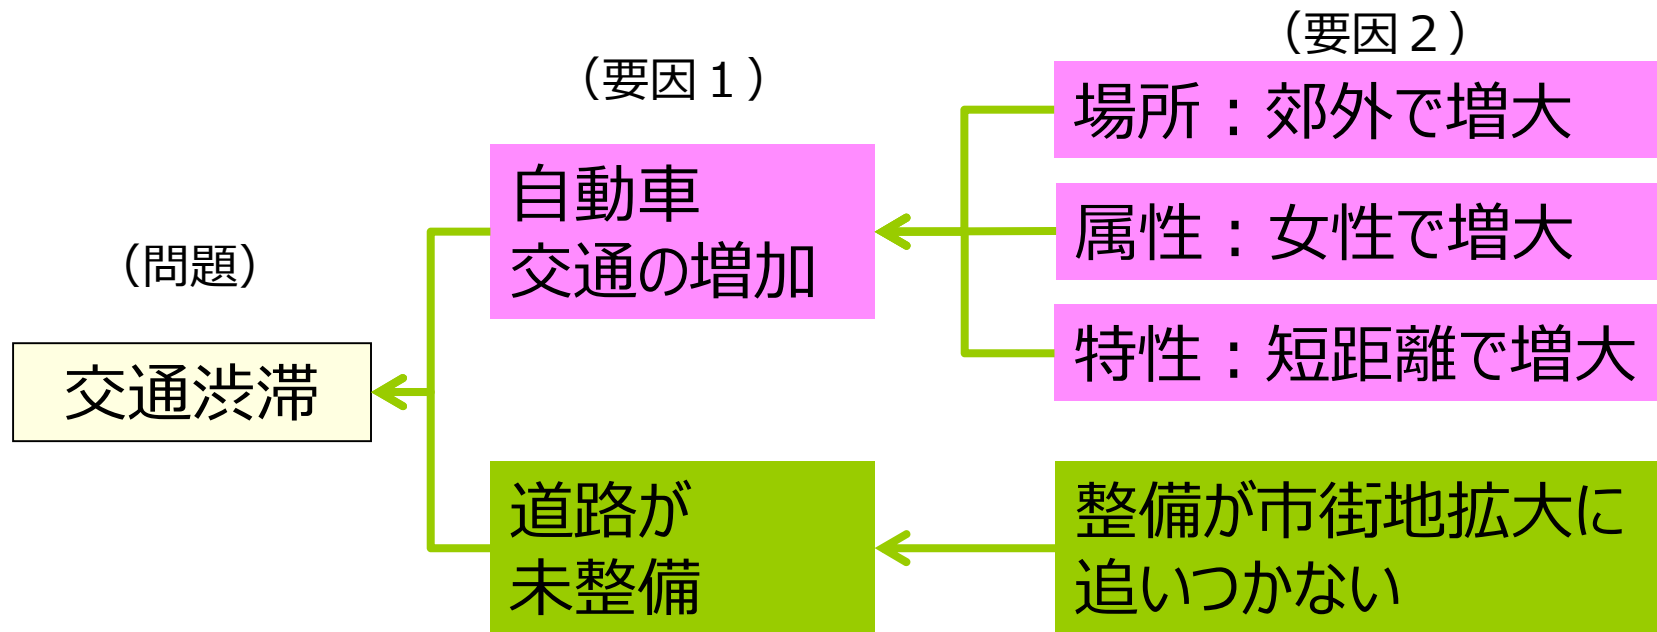 （問題）
交通渋滞
（要因１）
自動車
交通の増加
道路が
未整備
（要因２）
場所：郊外で増大
属性：女性で増大
特性：短距離で増大
整備が市街地拡大に
追いつかない